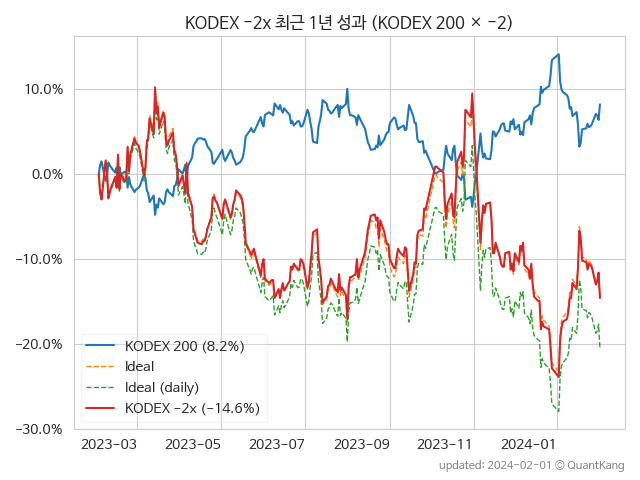 KODEX −2x 최근 1년 성과 (KODEX 200 × −2)
10.0%
0.0%
−10.0%
−20.0%
−30.0%
KODEX 200 (8.2%)
Ideal
Ideal (daily)
KODEX −2x (−14.6%)
2023-03 2023-05 2023-07 2023-09 2023-11 2024-01
updated: 2024-02-01 © QuantKang